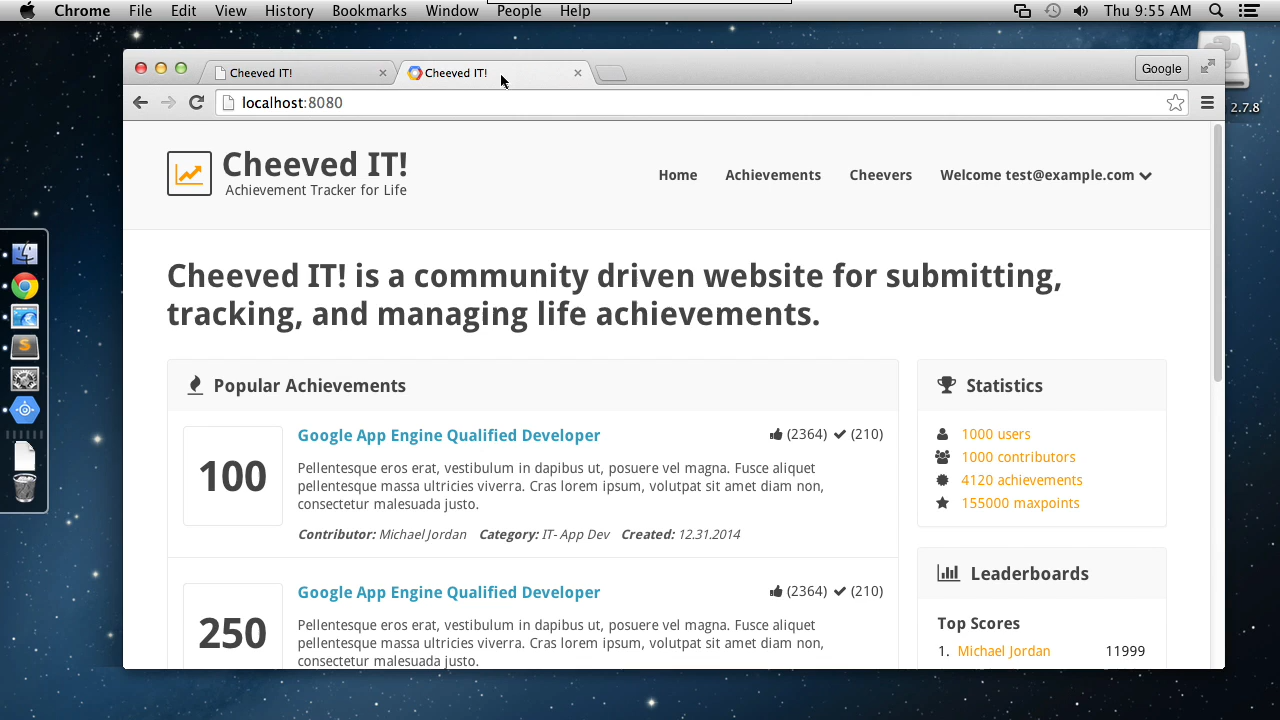 Chrome File Edit View History Bookmarks Window People Help Thu 9:55 AM
2.7.8
Cheeved IT! Cheeved IT! Google
localhost:8080
Cheeved IT!
Achievement Tracker for Life
Home Achievements Cheevers Welcome test@example.com
Cheeved IT! is a community driven website for submitting,
tracking, and managing life achievements.
Popular Achievements
100
Google App Engine Qualified Developer (2364) (210)
Pellentesque eros erat, vestibulum in dapibus ut, posuere vel magna. Fusce aliquet
pellentesque massa ultricies viverra. Cras lorem ipsum, volutpat sit amet diam non,
consectetur malesuada justo.
Contributor: Michael Jordan Category: IT- App Dev Created: 12.31.2014
250
Google App Engine Qualified Developer (2364) (210)
Pellentesque eros erat, vestibulum in dapibus ut, posuere vel magna. Fusce aliquet
pellentesque massa ultricies viverra. Cras lorem ipsum, volutpat sit amet diam non,
consectetur malesuada justo.
Statistics
1000 users
1000 contributors
4120 achievements
155000 maxpoints
Leaderboards
Top Scores
1. Michael Jordan 11999